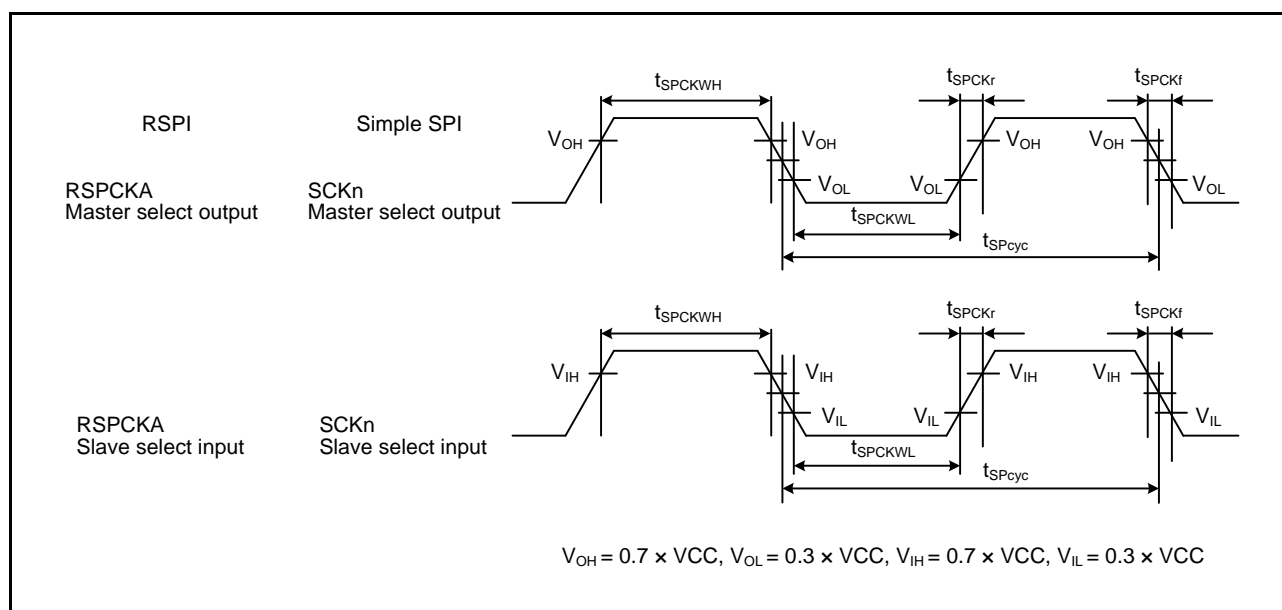 RSPI
Simple SPI
RSPCKA
Master select output
SCKn
Master select output
tSPCKWH
tSPCKr
tSPCKf
VOH
VOH
VOH
VOH
VOL
VOL
VOL
tSPCKWL
tSPcyc
RSPCKA
Slave select input
SCKn
Slave select input
tSPCKWH
tSPCKr
tSPCKf
VIH
VIH
VIH
VIH
VIL
VIL
VIL
tSPCKWL
tSPcyc
VOH = 0.7 × VCC, VOL = 0.3 × VCC, VIH = 0.7 × VCC, VIL = 0.3 × VCC